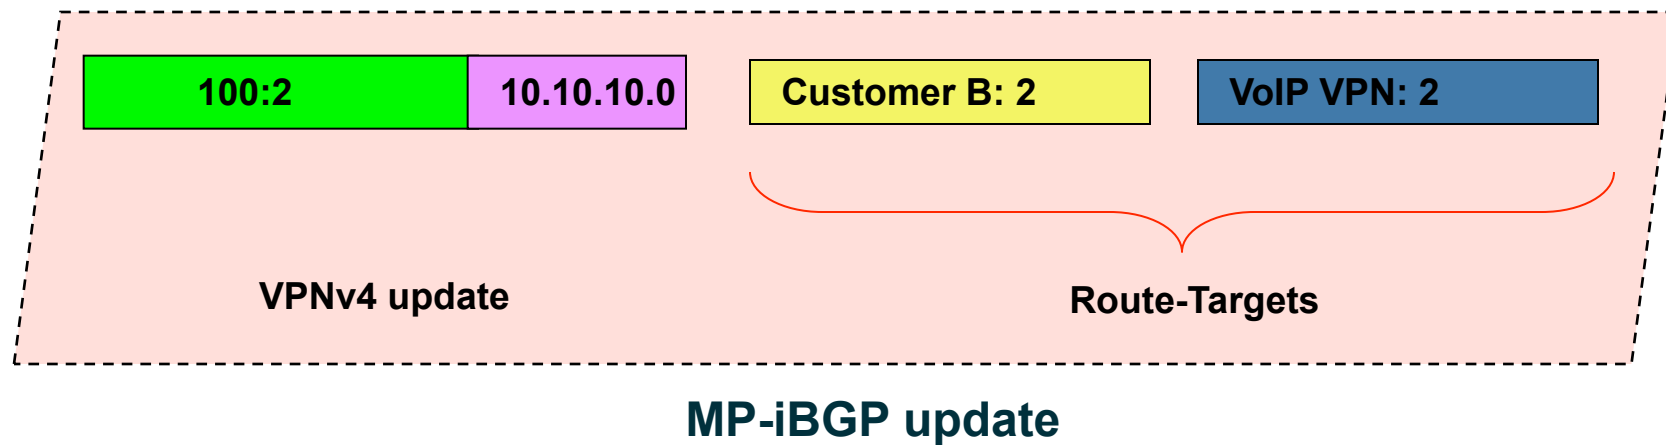 100:2 10.10.10.0 Customer B: 2 VoIP VPN: 2
VPNv4 update Route-Targets
MP-iBGP update